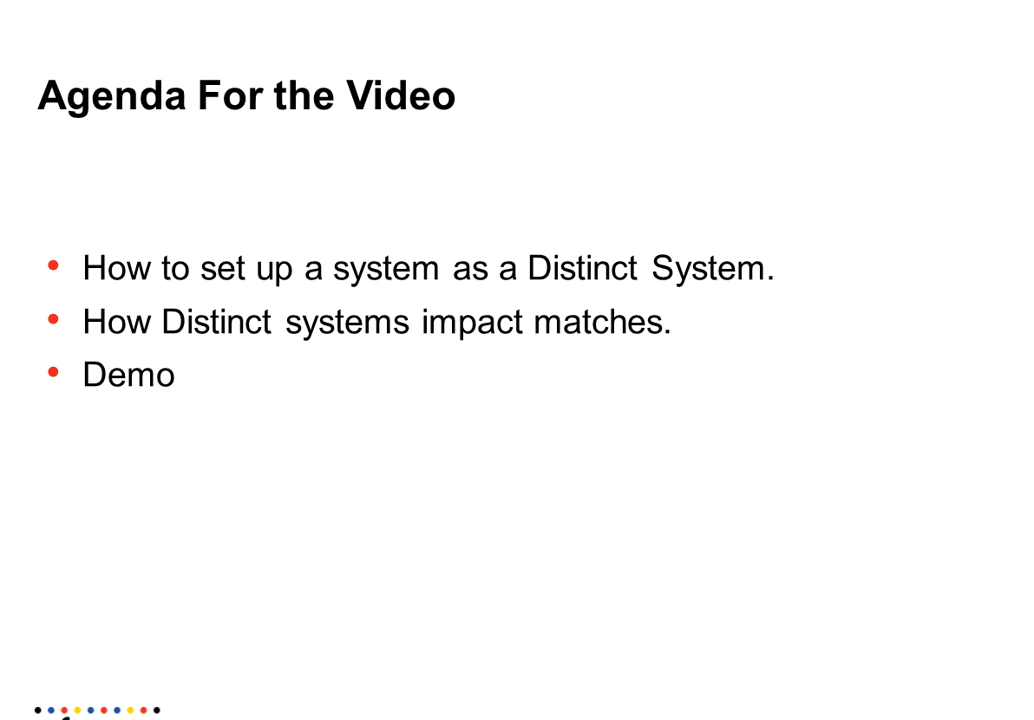 Agenda For the Video
• How to set up a system as a Distinct System.
• How Distinct systems impact matches.
• Demo